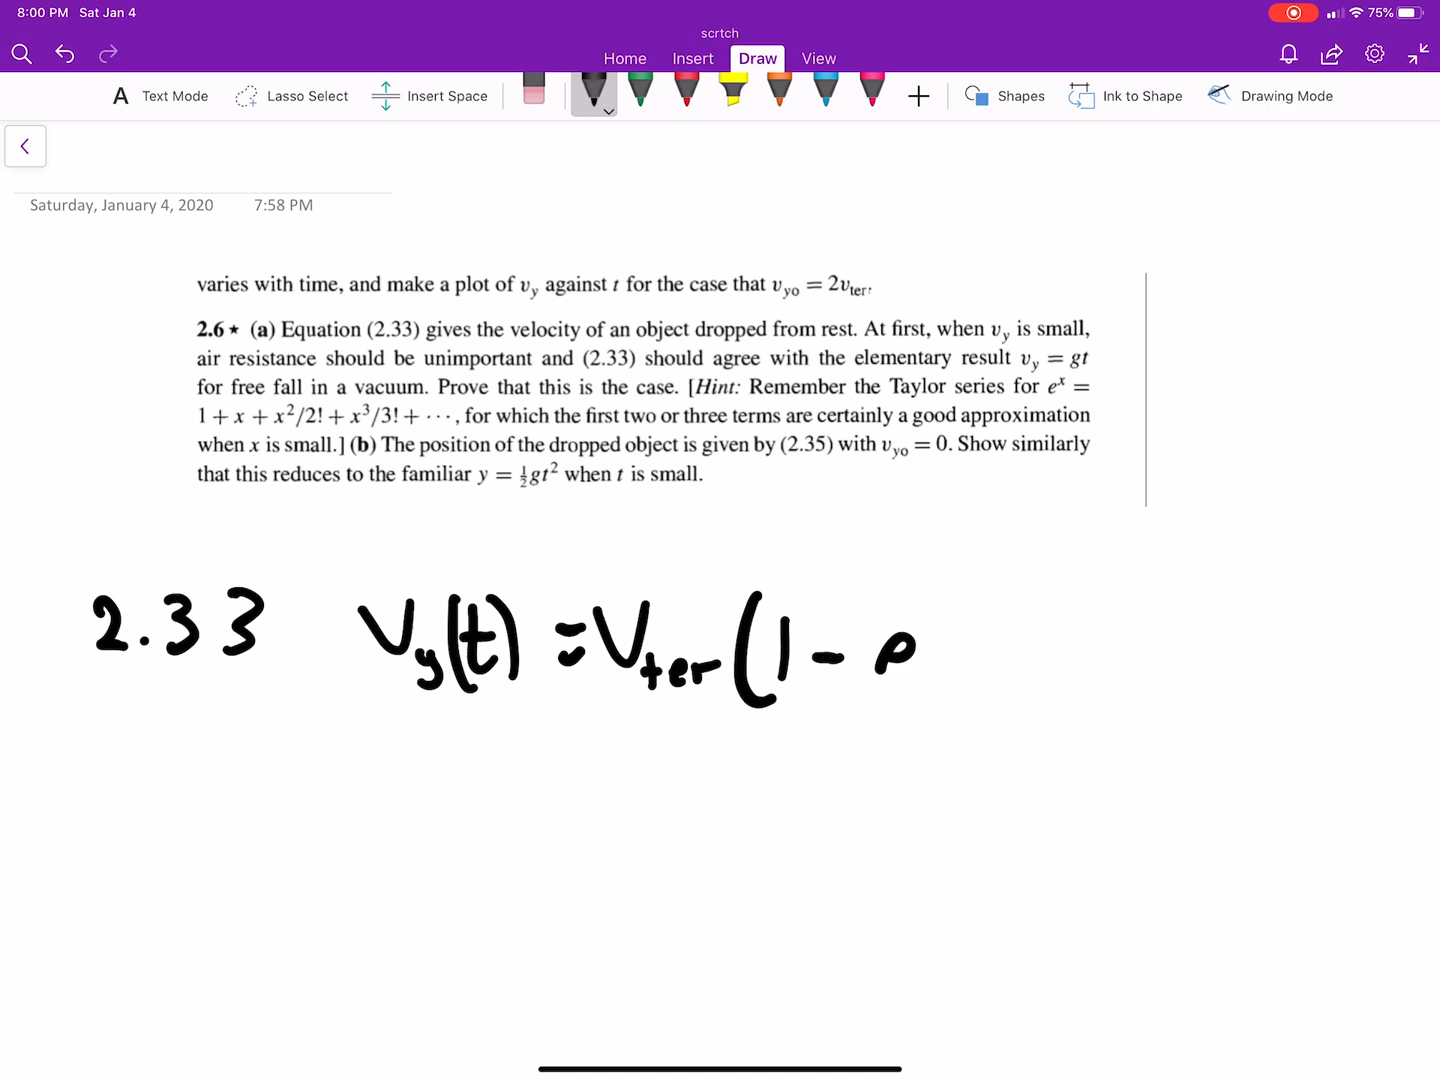 8:00 PM Sat Jan 4
75%
scrtch
Home Insert Draw View
A Text Mode Lasso Select Insert Space Shapes Ink to Shape Drawing Mode
Saturday, January 4, 2020 7:58 PM
varies with time, and make a plot of v_y against t for the case that v_yo = 2v_ter.
2.6 ⋆ (a) Equation (2.33) gives the velocity of an object dropped from rest. At first, when v_y is small,
air resistance should be unimportant and (2.33) should agree with the elementary result v_y = gt
for free fall in a vacuum. Prove that this is the case. [Hint: Remember the Taylor series for e^x =
1 + x + x²/2! + x³/3! + · · · , for which the first two or three terms are certainly a good approximation
when x is small.] (b) The position of the dropped object is given by (2.35) with v_yo = 0. Show similarly
that this reduces to the familiar y = ½gt² when t is small.
2.33 V_y(t) = V_ter (1 - e